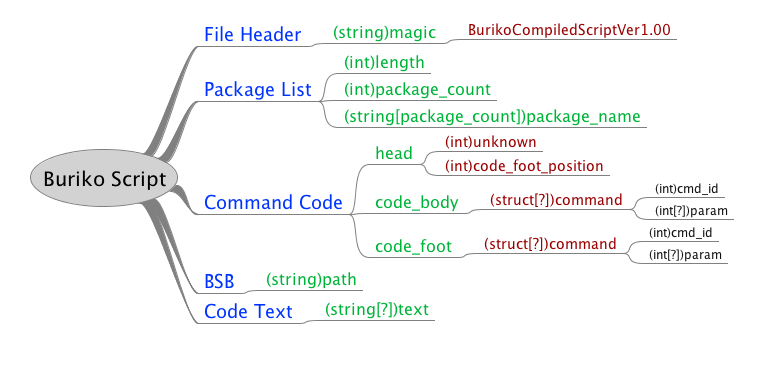 Buriko Script
File Header
(string)magic
BurikoCompiledScriptVer1.00
Package List
(int)length
(int)package_count
(string[package_count])package_name
Command Code
head
(int)unknown
(int)code_foot_position
code_body
(struct[?])command
(int)cmd_id
(int[?])param
code_foot
(struct[?])command
(int)cmd_id
(int[?])param
BSB
(string)path
Code Text
(string[?])text